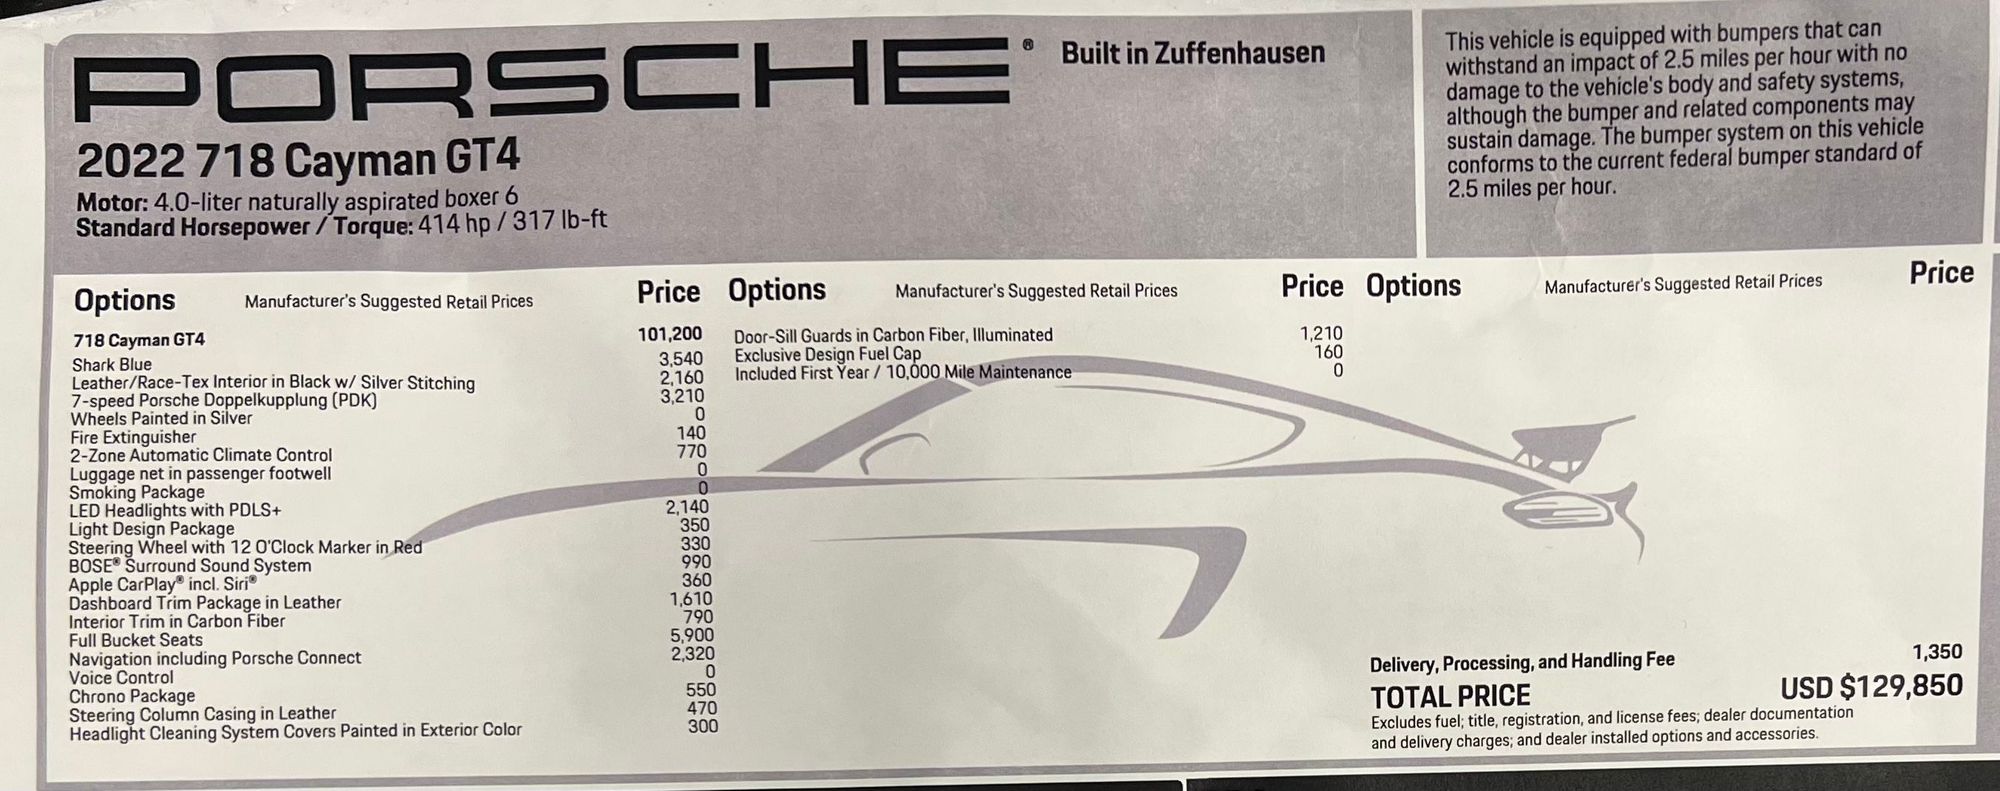 PORSCHE® Built in Zuffenhausen
2022 718 Cayman GT4
Motor: 4.0-liter naturally aspirated boxer 6
Standard Horsepower / Torque: 414 hp / 317 lb-ft
This vehicle is equipped with bumpers that can
withstand an impact of 2.5 miles per hour with no
damage to the vehicle's body and safety systems,
although the bumper and related components may
sustain damage. The bumper system on this vehicle
conforms to the current federal bumper standard of
2.5 miles per hour.
Options Manufacturer's Suggested Retail Prices Price
718 Cayman GT4 101,200
Shark Blue 3,540
Leather/Race-Tex Interior in Black w/ Silver Stitching 2,160
7-speed Porsche Doppelkupplung (PDK) 3,210
Wheels Painted in Silver 0
Fire Extinguisher 140
2-Zone Automatic Climate Control 770
Luggage net in passenger footwell 0
Smoking Package 0
LED Headlights with PDLS+ 2,140
Light Design Package 350
Steering Wheel with 12 O'Clock Marker in Red 330
BOSE® Surround Sound System 990
Apple CarPlay® incl. Siri® 360
Dashboard Trim Package in Leather 1,610
Interior Trim in Carbon Fiber 790
Full Bucket Seats 5,900
Navigation including Porsche Connect 2,320
Voice Control 0
Chrono Package 550
Steering Column Casing in Leather 470
Headlight Cleaning System Covers Painted in Exterior Color 300
Options Manufacturer's Suggested Retail Prices Price
Door-Sill Guards in Carbon Fiber, Illuminated 1,210
Exclusive Design Fuel Cap 160
Included First Year / 10,000 Mile Maintenance 0
Options Manufacturer's Suggested Retail Prices Price
Delivery, Processing, and Handling Fee 1,350
TOTAL PRICE USD $129,850
Excludes fuel; title, registration, and license fees; dealer documentation
and delivery charges; and dealer installed options and accessories.